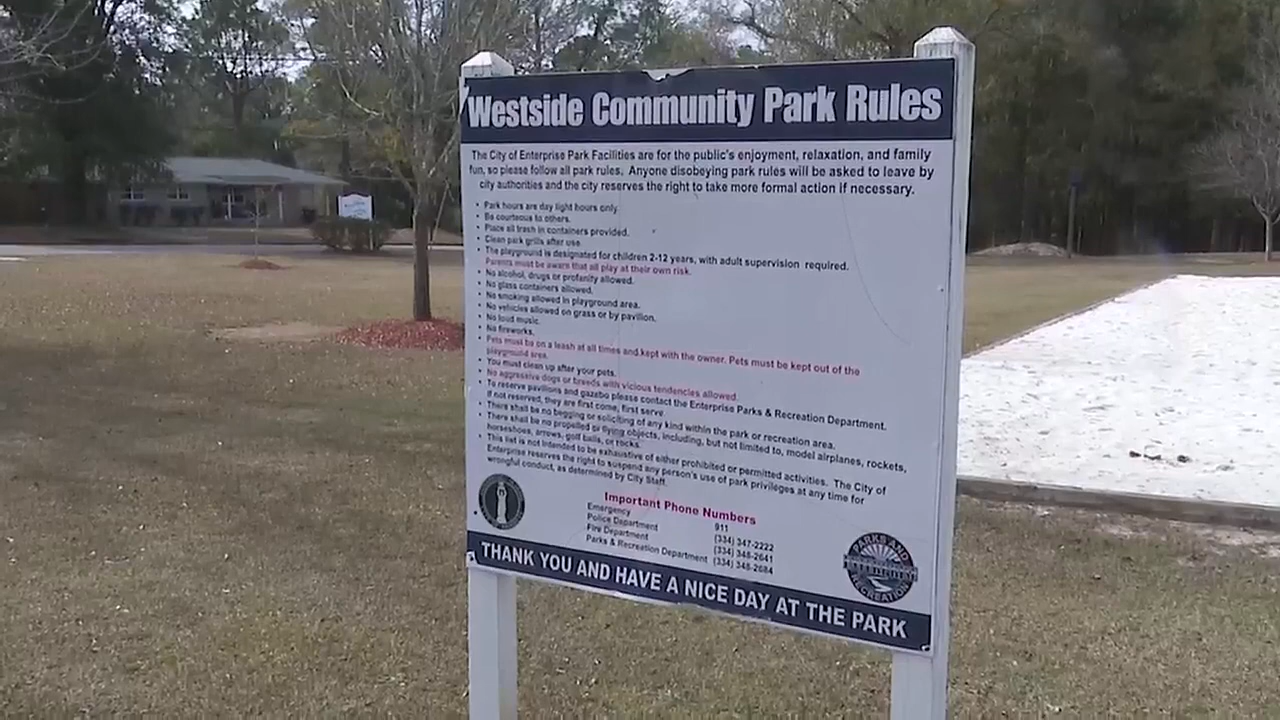 Westside Community Park Rules
The City of Enterprise Park Facilities are for the public's enjoyment, relaxation, and family
fun, so please follow all park rules. Anyone disobeying park rules will be asked to leave by
city authorities and the city reserves the right to take more formal action if necessary.
• Park hours are day light hours only.
• Be courteous to others.
• Place all trash in containers provided.
• Clean park grills after use.
• The playground is designated for children 2-12 years, with adult supervision required.
Parents must be aware that all play at their own risk.
• No alcohol, drugs or profanity allowed.
• No glass containers allowed.
• No smoking allowed in playground area.
• No vehicles allowed on grass or by pavilion.
• No loud music.
• No fireworks.
• Pets must be on a leash at all times and kept with the owner. Pets must be kept out of the
playground area.
• You must clean up after your pets.
• No aggressive dogs or breeds with vicious tendencies allowed.
• To reserve pavilions and gazebo please contact the Enterprise Parks & Recreation Department.
If not reserved, they are first come, first serve.
• There shall be no begging or soliciting of any kind within the park or recreation area.
• There shall be no propelled or flying objects, including, but not limited to, model airplanes, rockets,
horseshoes, arrows, golf balls, or rocks.
• This list is not intended to be exhaustive of either prohibited or permitted activities. The City of
Enterprise reserves the right to suspend any person's use of park privileges at any time for
wrongful conduct, as determined by City Staff.
Important Phone Numbers
Emergency 911
Police Department (334) 347-2222
Fire Department (334) 348-2641
Parks & Recreation Department (334) 348-2684
PARKS AND
RECREATION
THANK YOU AND HAVE A NICE DAY AT THE PARK